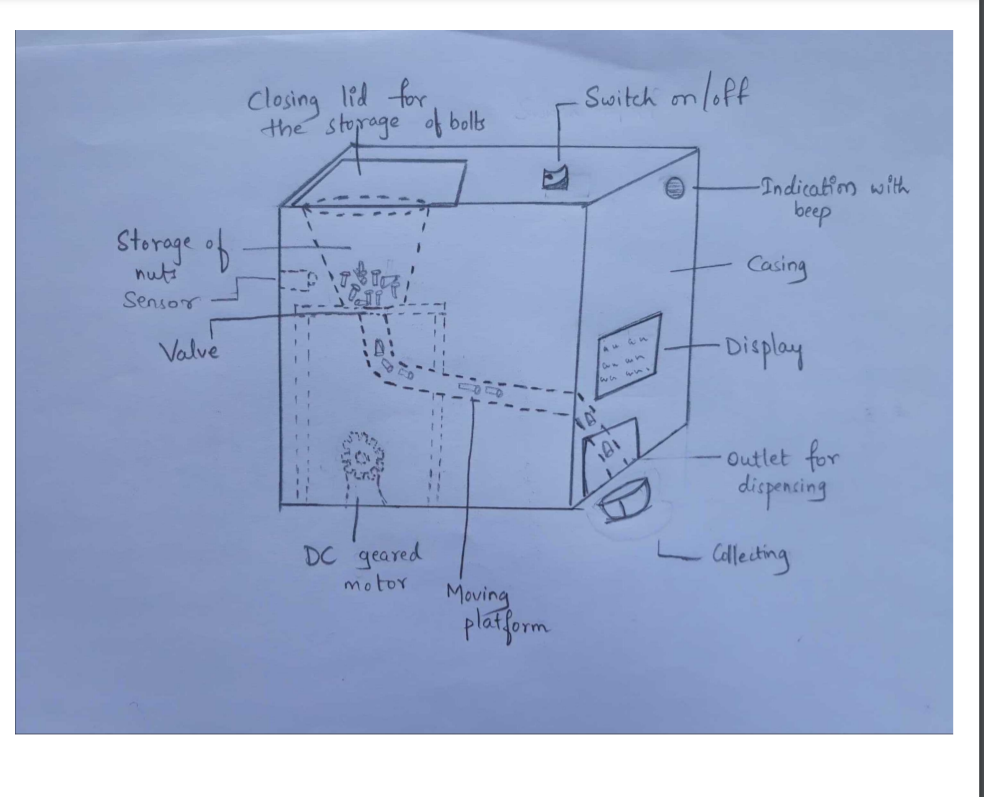 Closing lid for
the storage of bolts
Switch on/off
Indication with
beep
Storage of
nuts
Casing
Sensor
Valve
Display
Outlet for
dispensing
DC geared
motor
Collecting
Moving
platform